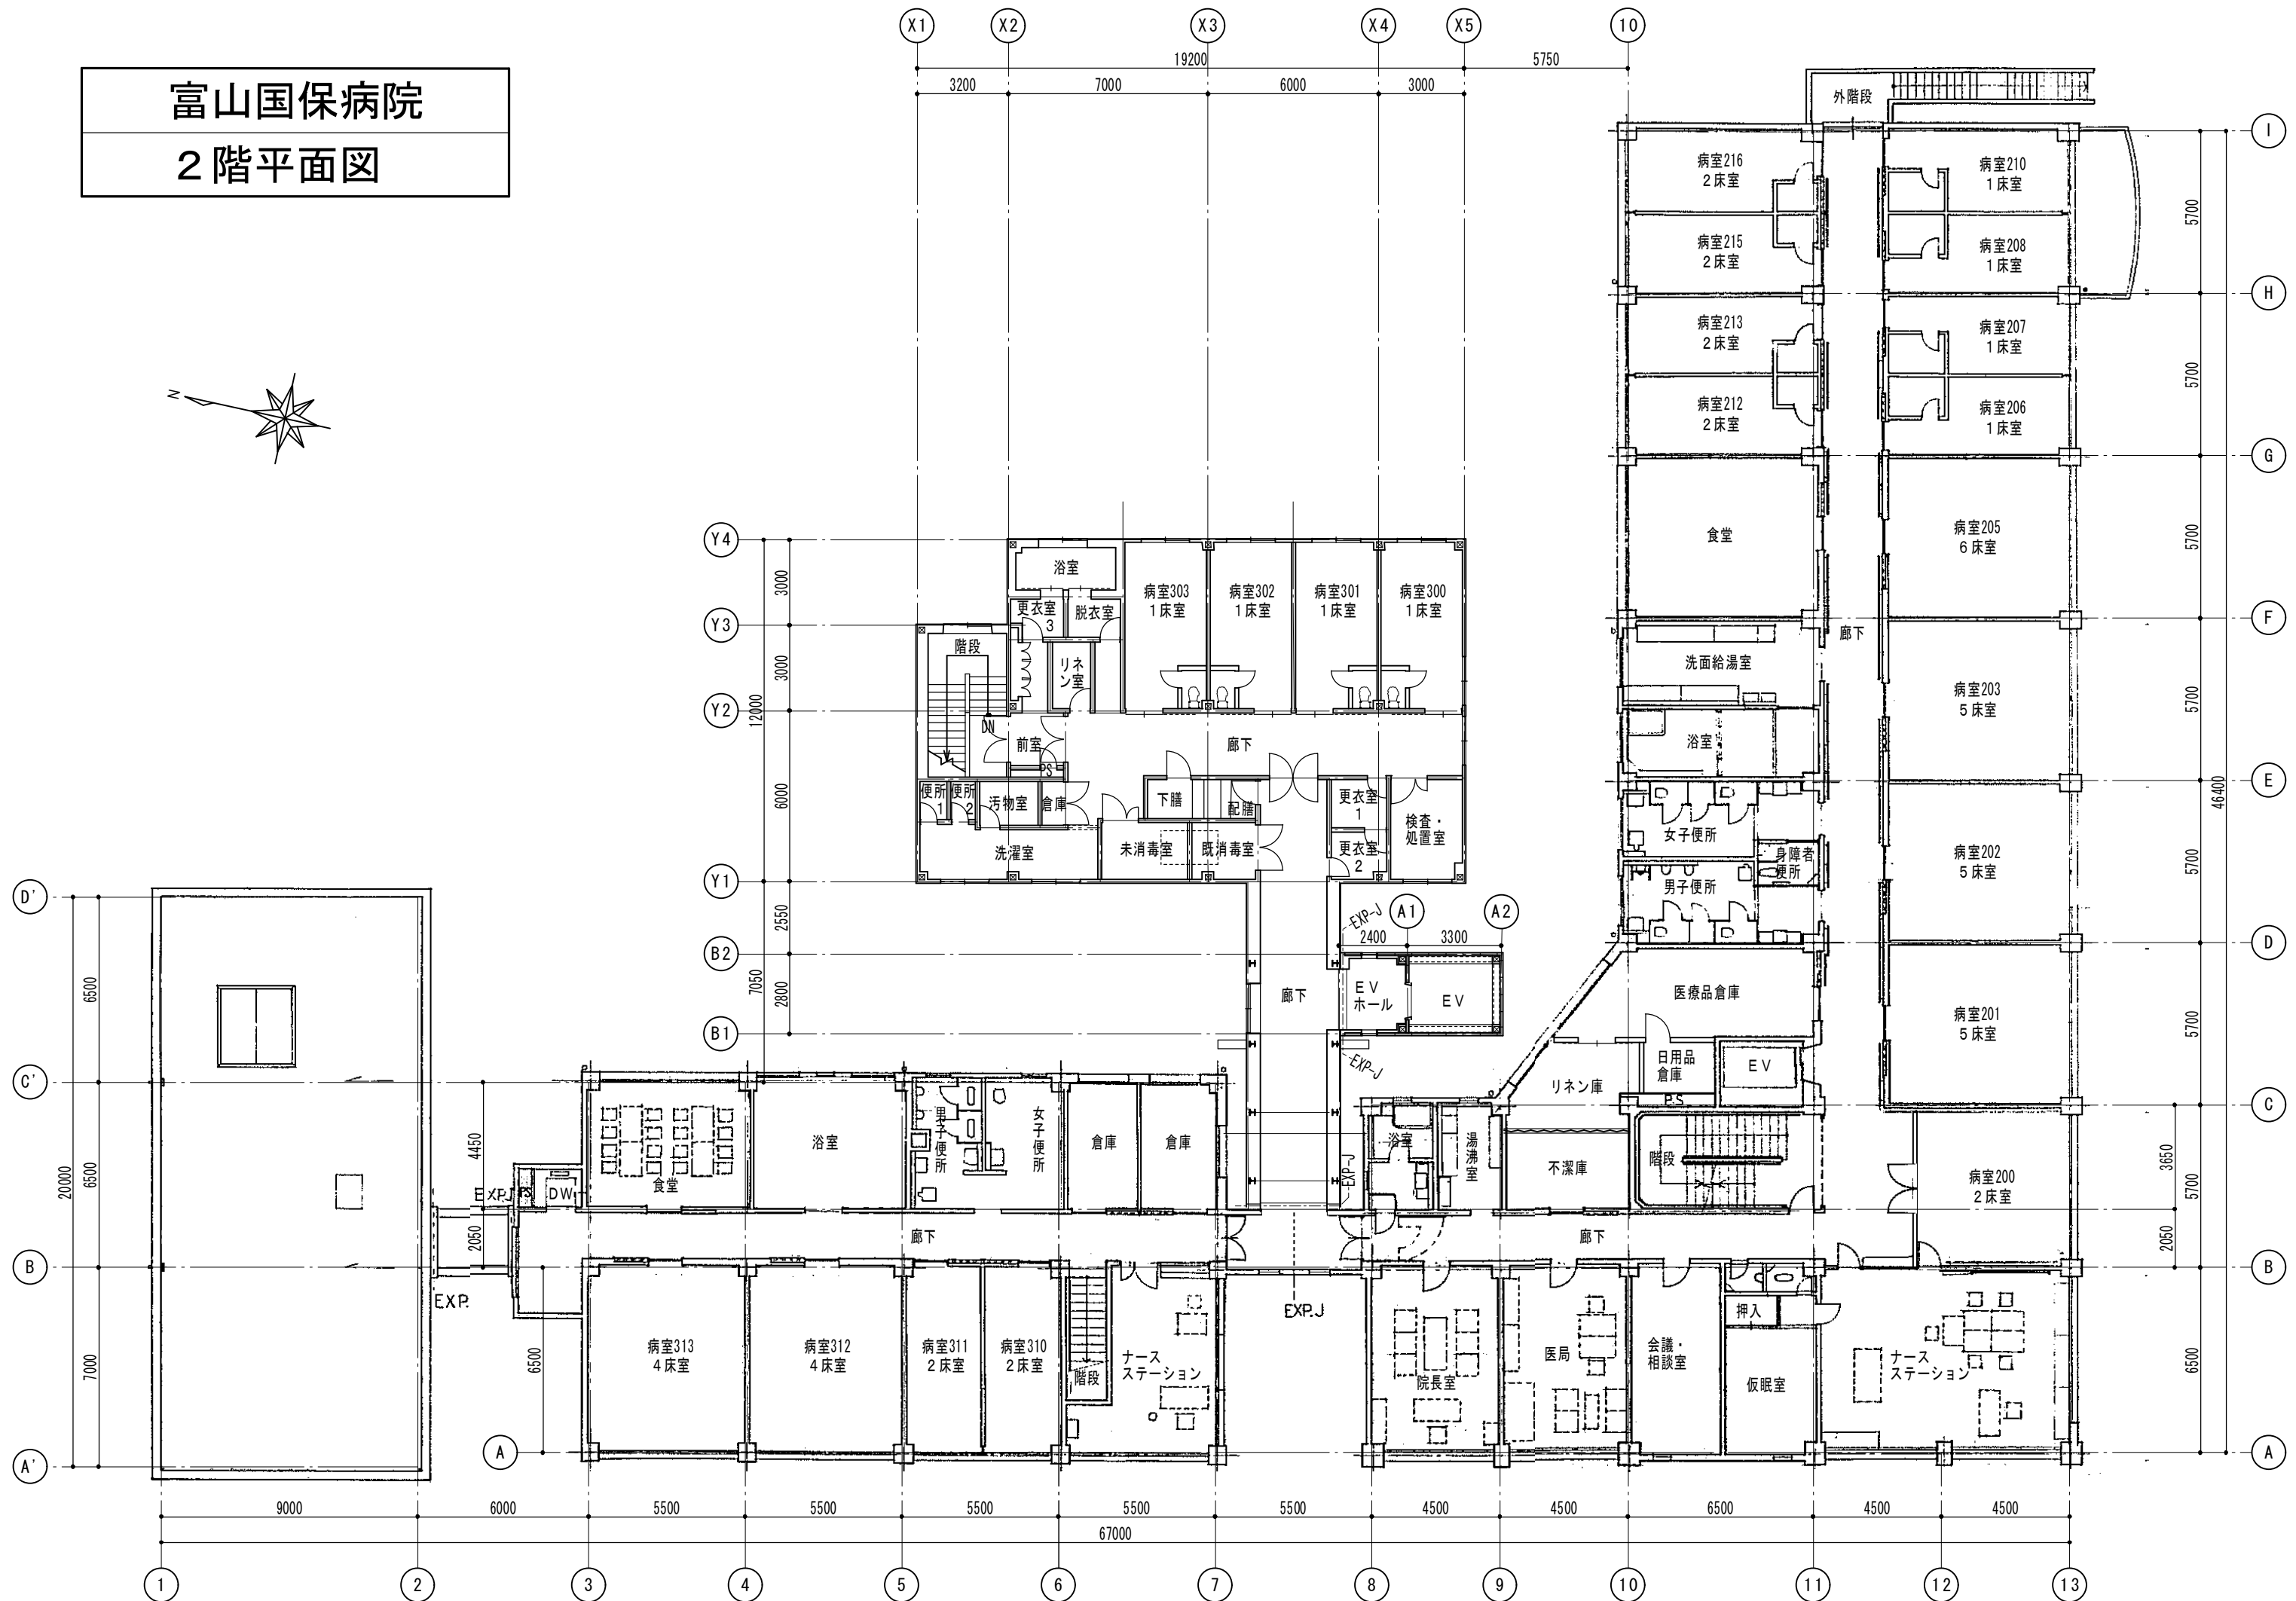 富山国保病院
２階平面図
N
X1
X2
X3
X4
X5
10
19200
5750
3200
7000
6000
3000
外階段
I
病室216
２床室
病室210
１床室
5700
病室215
２床室
病室208
１床室
H
病室213
２床室
病室207
１床室
5700
病室212
２床室
病室206
１床室
G
食堂
病室205
６床室
5700
F
廊下
洗面給湯室
病室203
５床室
5700
浴室
E
46400
女子便所
身障者
便所
男子便所
病室202
５床室
5700
D
医療品倉庫
病室201
５床室
5700
日用品
倉庫
EV
リネン庫
P.S
C
Y4
3000
Y3
3000
12000
Y2
6000
Y1
2550
7050
B2
2800
B1
浴室
更衣室
3
脱衣室
病室303
１床室
病室302
１床室
病室301
１床室
病室300
１床室
階段
リネ
ン室
DN
前室
PS
廊下
便所
1
便所
2
汚物室
倉庫
下膳
配膳
更衣室
1
検査・
処置室
洗濯室
未消毒室
既消毒室
更衣室
2
EXP-J
A1
A2
2400
3300
廊下
EV
ホール
EV
EXP-J
EXP-J
D'
6500
C'
20000
6500
B
7000
A'
4450
2050
6500
A
EXP.J
EXP.
PS
DW
食堂
浴室
男子便所
女子便所
倉庫
倉庫
廊下
病室313
４床室
病室312
４床室
病室311
２床室
病室310
２床室
階段
ナース
ステーション
EXP.J
浴室
湯沸室
不潔庫
階段
病室200
２床室
3650
5700
2050
廊下
B
院長室
医局
会議・
相談室
押入
仮眠室
ナース
ステーション
6500
A
9000
6000
5500
5500
5500
5500
5500
4500
4500
6500
4500
4500
67000
1
2
3
4
5
6
7
8
9
10
11
12
13